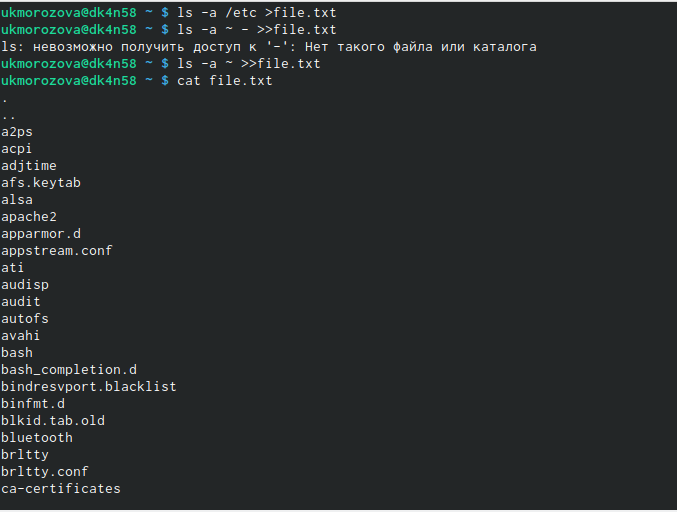 ukmorozova@dk4n58 ~ $ ls -a /etc >file.txt
ukmorozova@dk4n58 ~ $ ls -a ~ - >>file.txt
ls: невозможно получить доступ к '-': Нет такого файла или каталога
ukmorozova@dk4n58 ~ $ ls -a ~ >>file.txt
ukmorozova@dk4n58 ~ $ cat file.txt
.
..
a2ps
acpi
adjtime
afs.keytab
alsa
apache2
apparmor.d
appstream.conf
ati
audisp
audit
autofs
avahi
bash
bash_completion.d
bindresvport.blacklist
binfmt.d
blkid.tab.old
bluetooth
brltty
brltty.conf
ca-certificates